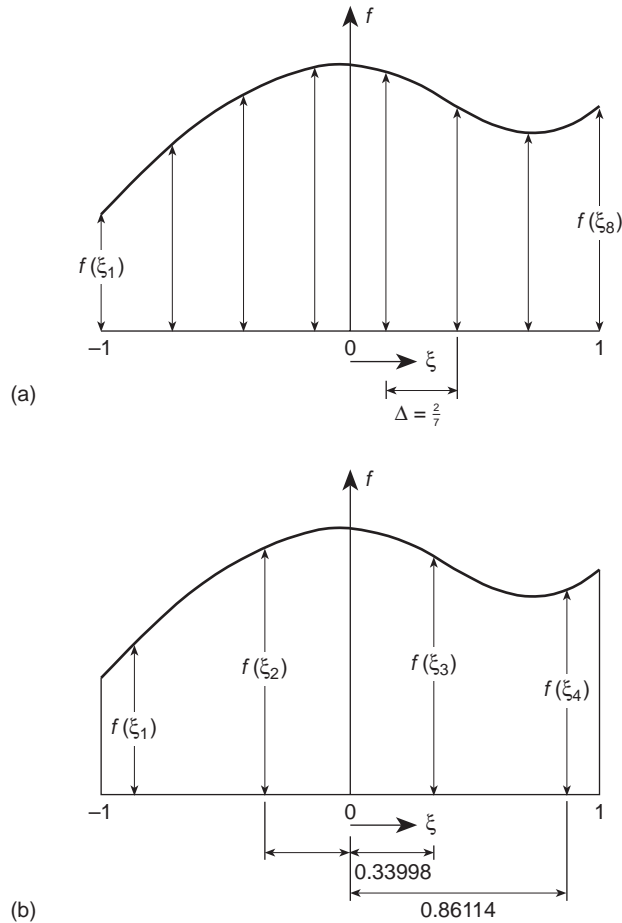 f
f (ξ₁)
f (ξ₈)
–1
0
1
ξ
(a)
Δ = 2/7
f
f (ξ₂)
f (ξ₃)
f (ξ₄)
f (ξ₁)
–1
0
1
ξ
0.33998
0.86114
(b)